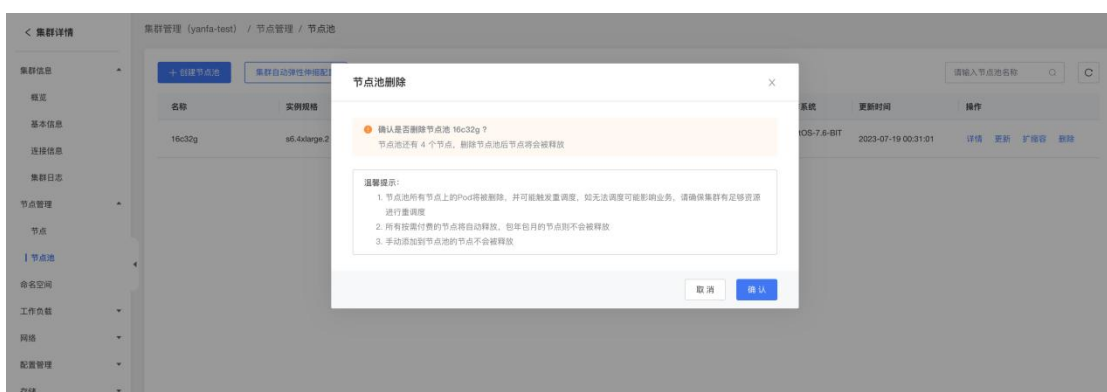 集群详情
集群管理（yanfa-test） / 节点管理 / 节点池
集群信息
概览
基本信息
连接信息
集群日志
节点管理
节点
节点池
命名空间
工作负载
网络
配置管理
存储
+ 创建节点池
集群自动弹性伸缩配
请输入节点池名称
名称
实例规格
系统
更新时间
操作
16c32g
s6.4xlarge.2
tOS-7.6-BIT
2023-07-19 00:31:01
详情 更新 扩缩容 删除
节点池删除
确认是否删除节点池 16c32g ?
节点池还有 4 个节点，删除节点池后节点将会被释放
温馨提示:
1. 节点池所有节点上的Pod将被删除，并可能触发重调度，如无法调度可能影响业务，请确保集群有足够资源
进行重调度
2. 所有按需付费的节点将自动释放，包年包月的节点则不会被释放
3. 手动添加到节点池的节点不会被释放
取消
确认